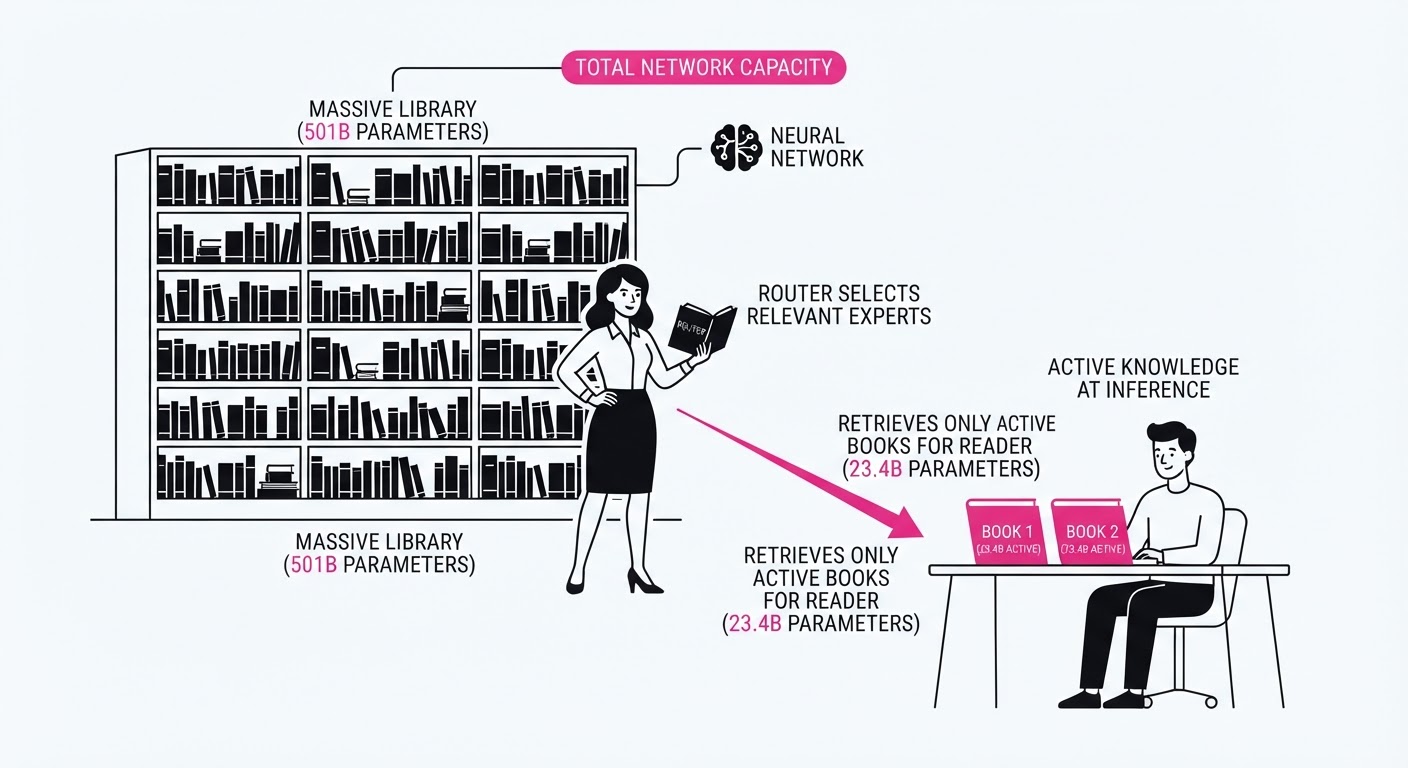 TOTAL NETWORK CAPACITY
MASSIVE LIBRARY
(501B PARAMETERS)
NEURAL
NETWORK
ROUTER SELECTS
RELEVANT EXPERTS
ACTIVE KNOWLEDGE
AT INFERENCE
RETRIEVES ONLY ACTIVE
BOOKS FOR READER
(23.4B PARAMETERS)
BOOK 1
BOOK 2
MASSIVE LIBRARY
(501B PARAMETERS)
RETRIEVES ONLY
ACTIVE BOOKS
FOR READER
(23.4B PARAMETERS)